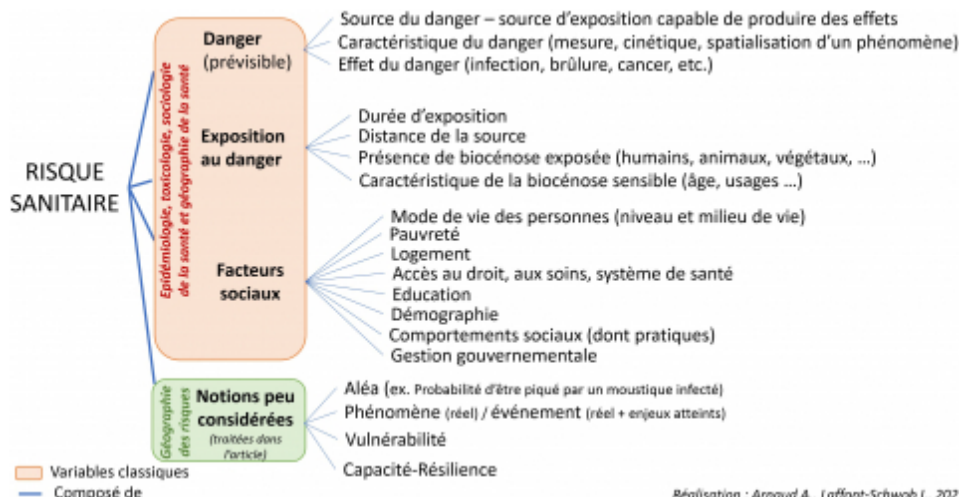 RISQUE
SANITAIRE
Epidémiologie, toxicologie, sociologie
de la santé et géographie de la santé
Danger
(prévisible)
Source du danger – source d'exposition capable de produire des effets
Caractéristique du danger (mesure, cinétique, spatialisation d'un phénomène)
Effet du danger (infection, brûlure, cancer, etc.)
Exposition
au danger
Durée d'exposition
Distance de la source
Présence de biocénose exposée (humains, animaux, végétaux, ...)
Caractéristique de la biocénose sensible (âge, usages ...)
Facteurs
sociaux
Mode de vie des personnes (niveau et milieu de vie)
Pauvreté
Logement
Accès au droit, aux soins, système de santé
Education
Démographie
Comportements sociaux (dont pratiques)
Gestion gouvernementale
Géographie
des risques
Notions peu
considérées
(traitées dans
l'article)
Aléa (ex. Probabilité d'être piqué par un moustique infecté)
Phénomène (réel) / événement (réel + enjeux atteints)
Vulnérabilité
Capacité-Résilience
Variables classiques
Composé de
Réalisation : Arnaud A., Laffont-Schwob I.,